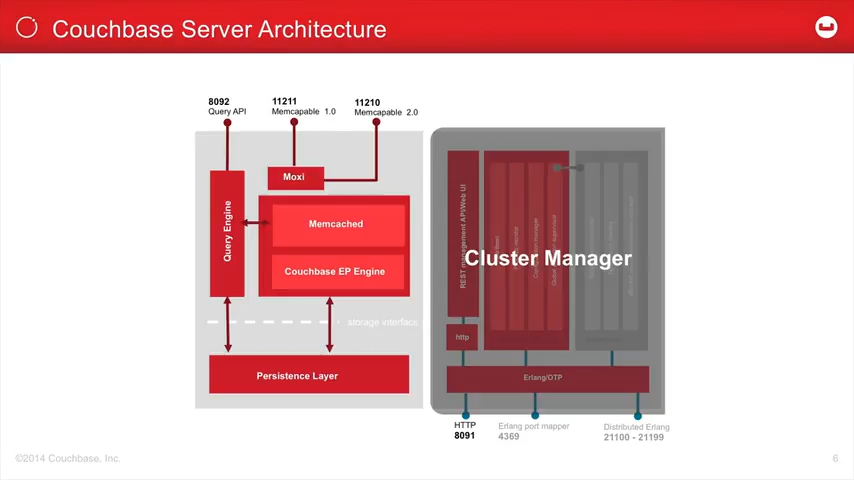 Couchbase Server Architecture
8092
Query API
11211
Memcapable 1.0
11210
Memcapable 2.0
Moxi
Query Engine
Memcached
Couchbase EP Engine
storage interface
Persistence Layer
REST management API/Web UI
Cluster Manager
http
Erlang/OTP
HTTP
8091
Erlang port mapper
4369
Distributed Erlang
21100 - 21199
©2014 Couchbase, Inc.
6